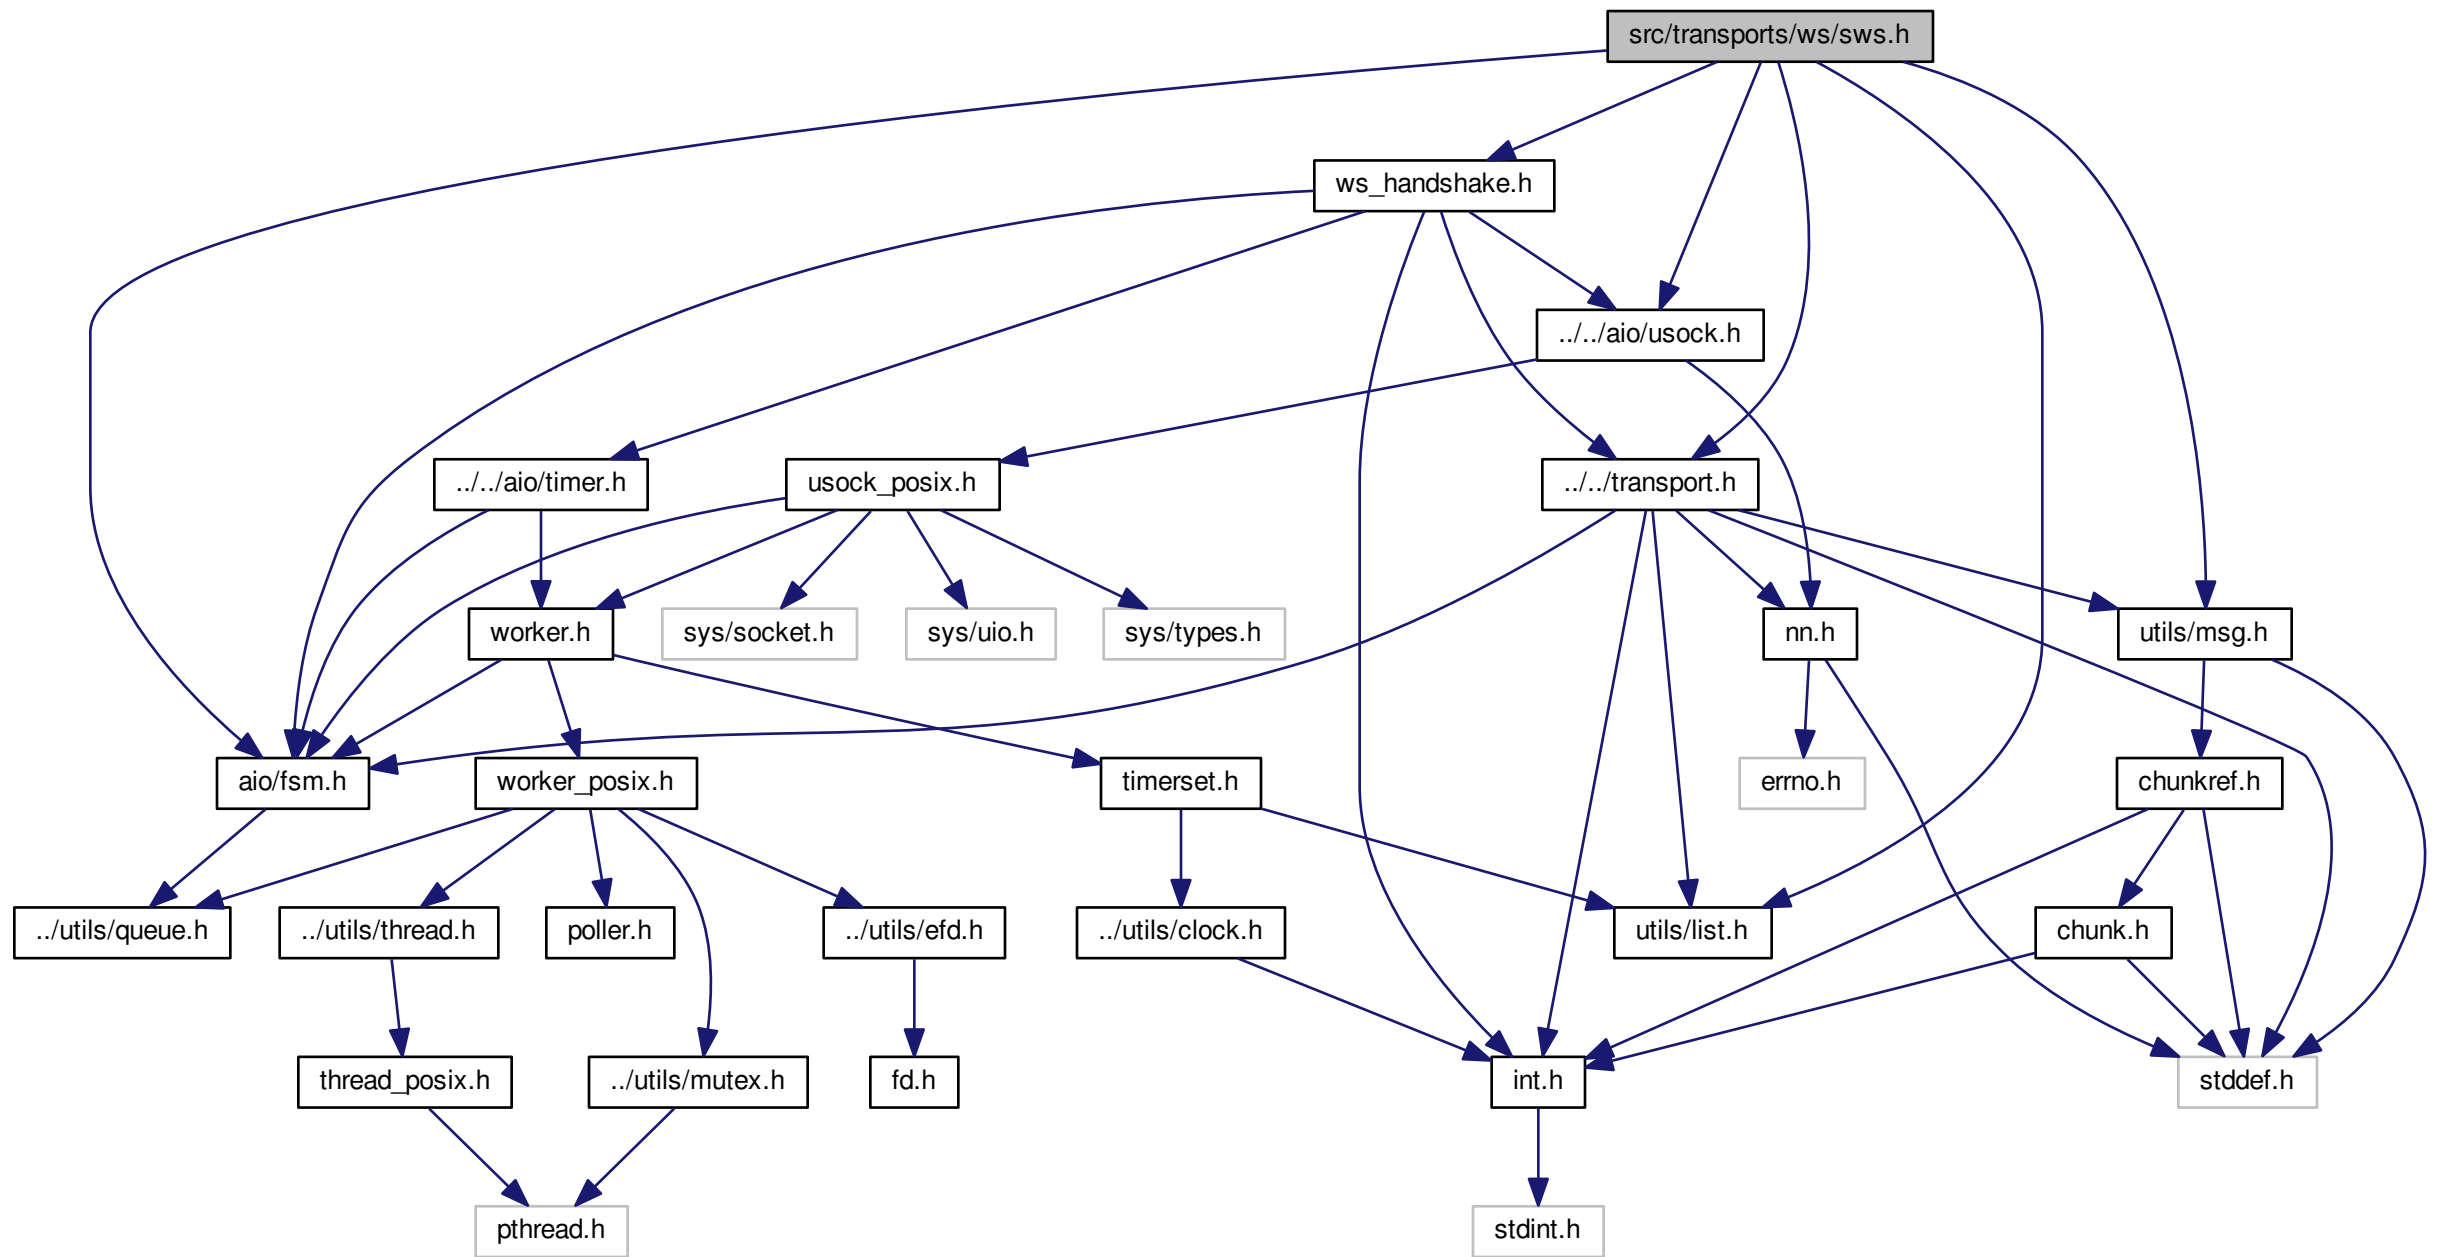 src/transports/ws/sws.h
ws_handshake.h
../../aio/usock.h
../../aio/timer.h
usock_posix.h
../../transport.h
worker.h
sys/socket.h
sys/uio.h
sys/types.h
nn.h
utils/msg.h
aio/fsm.h
worker_posix.h
timerset.h
errno.h
chunkref.h
../utils/queue.h
../utils/thread.h
poller.h
../utils/efd.h
../utils/clock.h
utils/list.h
chunk.h
thread_posix.h
../utils/mutex.h
fd.h
int.h
stddef.h
pthread.h
stdint.h